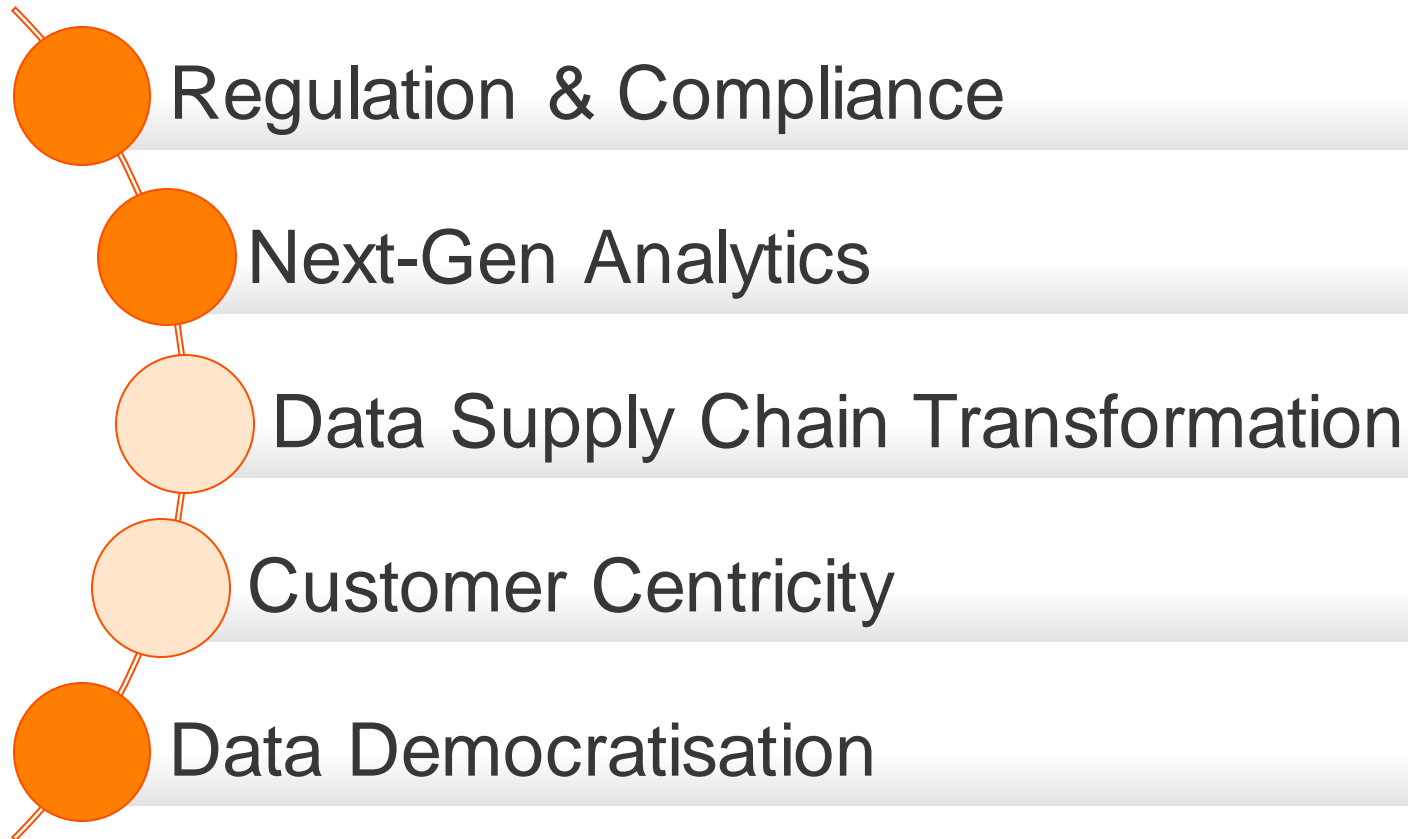 Regulation & Compliance
Next-Gen Analytics
Data Supply Chain Transformation
Customer Centricity
Data Democratisation